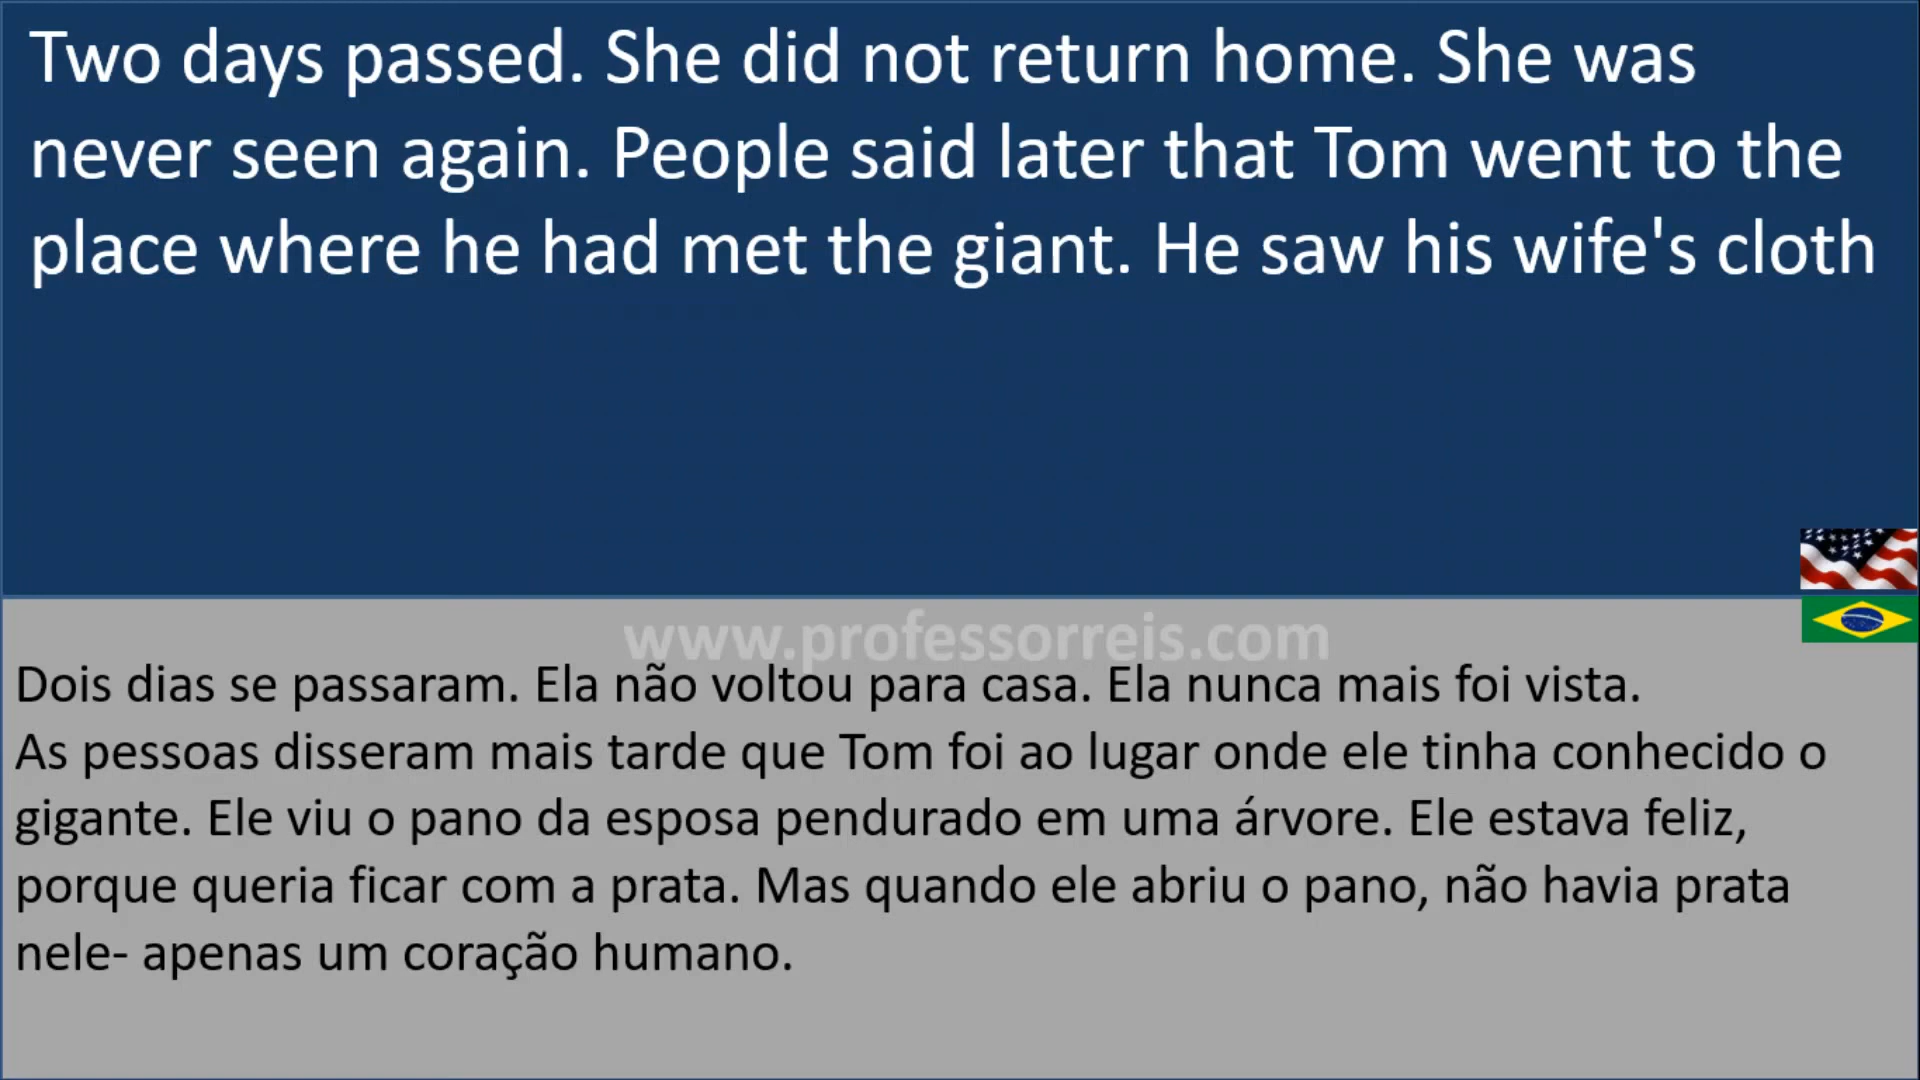 Two days passed. She did not return home. She was
never seen again. People said later that Tom went to the
place where he had met the giant. He saw his wife's cloth
www.professorreis.com
Dois dias se passaram. Ela não voltou para casa. Ela nunca mais foi vista.
As pessoas disseram mais tarde que Tom foi ao lugar onde ele tinha conhecido o
gigante. Ele viu o pano da esposa pendurado em uma árvore. Ele estava feliz,
porque queria ficar com a prata. Mas quando ele abriu o pano, não havia prata
nele- apenas um coração humano.